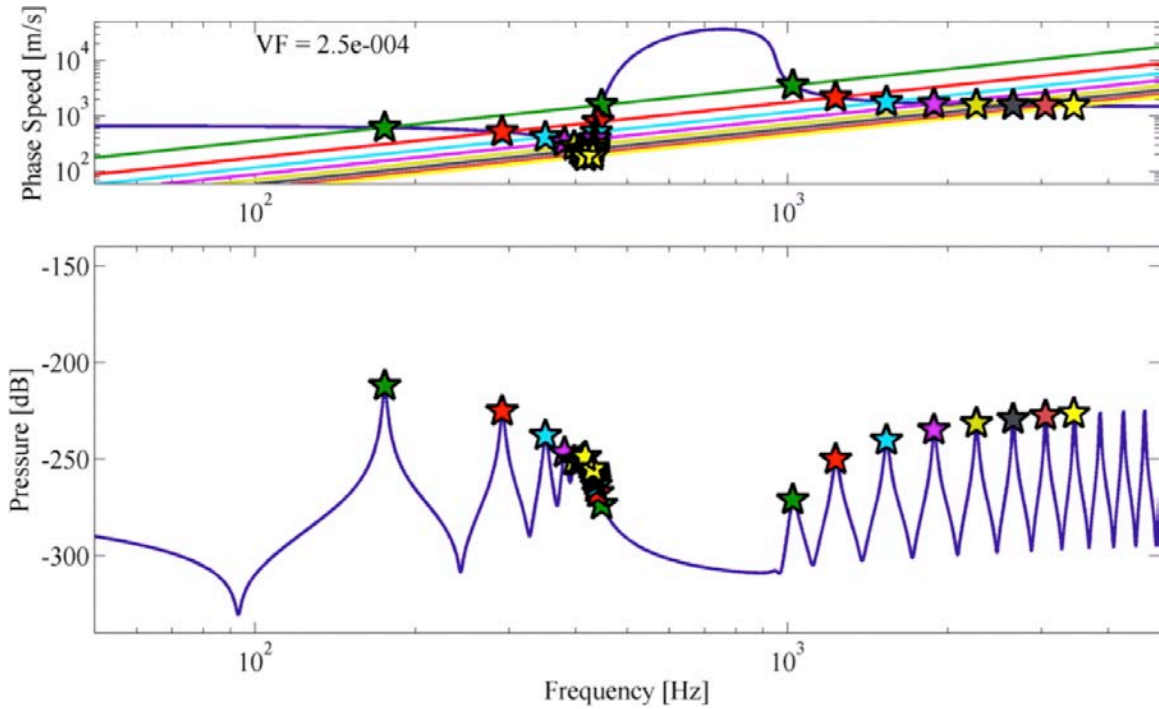 VF = 2.5e-004
Phase Speed [m/s]
10^4
10^3
10^2
10^2
10^3
Pressure [dB]
-150
-200
-250
-300
10^2
10^3
Frequency [Hz]